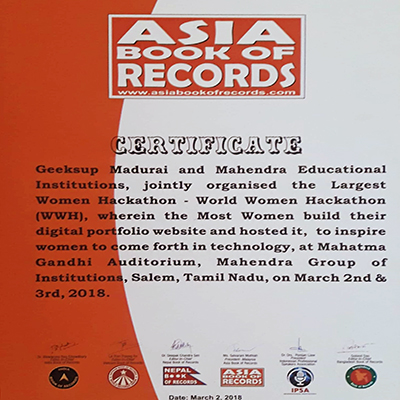 ASIA
BOOK OF
RECORDS
www.asiabookofrecords.com
CERTIFICATE
Geeksup Madurai and Mahendra Educational
Institutions, jointly organised the Largest
Women Hackathon - World Women Hackathon
(WWH), wherein the Most Women build their
digital portfolio website and hosted it, to inspire
women to come forth in technology, at Mahatma
Gandhi Auditorium, Mahendra Group of
Institutions, Salem, Tamil Nadu, on March 2nd &
3rd, 2018.
NEPAL
BOOK
OF RECORDS
ASIA
BOOK OF
RECORDS
IPSA
Date: March 2, 2018